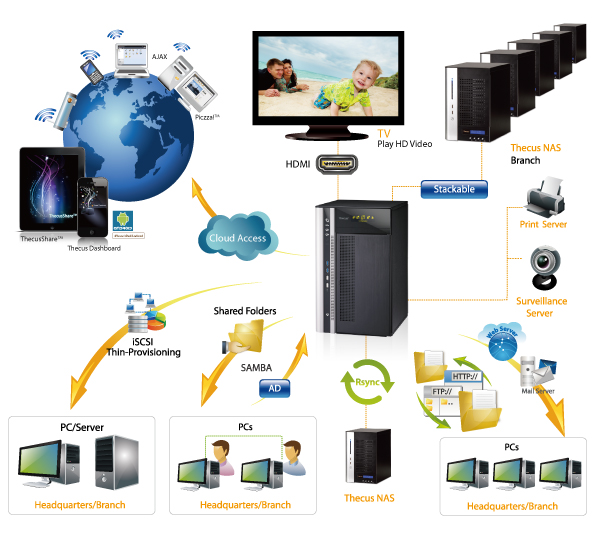 AJAX
Picczal™
TV
Play HD Video
Thecus NAS
Branch
HDMI
Stackable
ThecusShare™
Thecus Dashboard
Cloud Access
Print Server
Surveillance
Server
iSCSI
Thin-Provisioning
Shared Folders
SAMBA
AD
Rsync
Web Server
HTTP://
FTP://
Mail Server
PC/Server
Headquarters/Branch
PCs
Headquarters/Branch
Thecus NAS
PCs
Headquarters/Branch